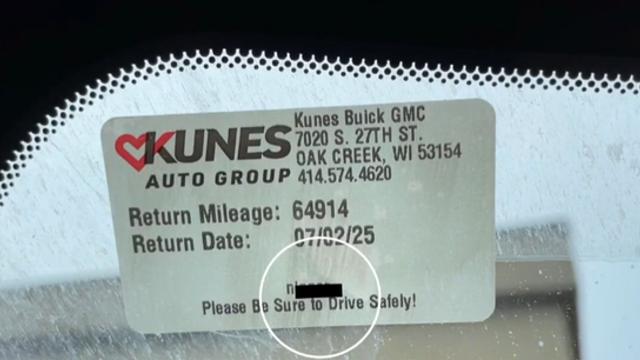 KUNES
AUTO GROUP
Kunes Buick GMC
7020 S. 27TH ST.
OAK CREEK, WI 53154
414.574.4620
Return Mileage: 64914
Return Date: 07/02/25
Please Be Sure to Drive Safely!